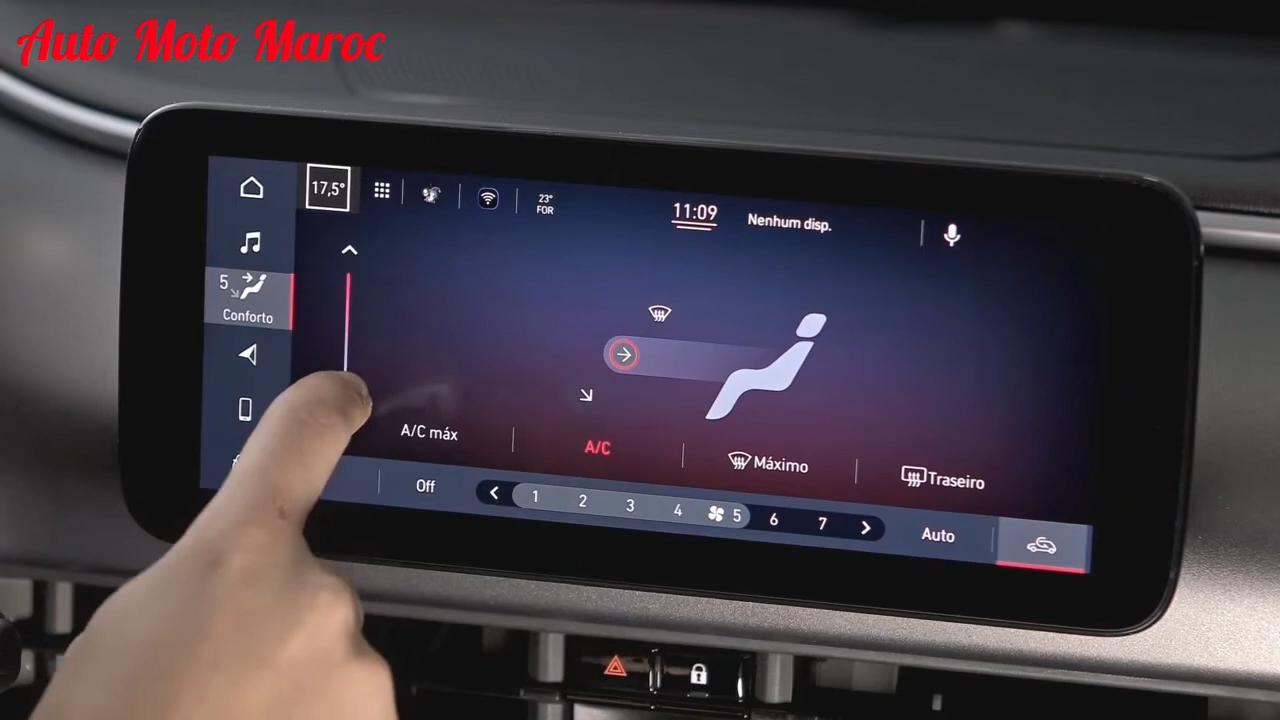 Auto Moto Maroc
17,5°
23°
FOR
11:09
Nenhum disp.
5
Conforto
A/C máx
A/C
Máximo
Traseiro
Off
1 2 3 4 5 6 7
Auto